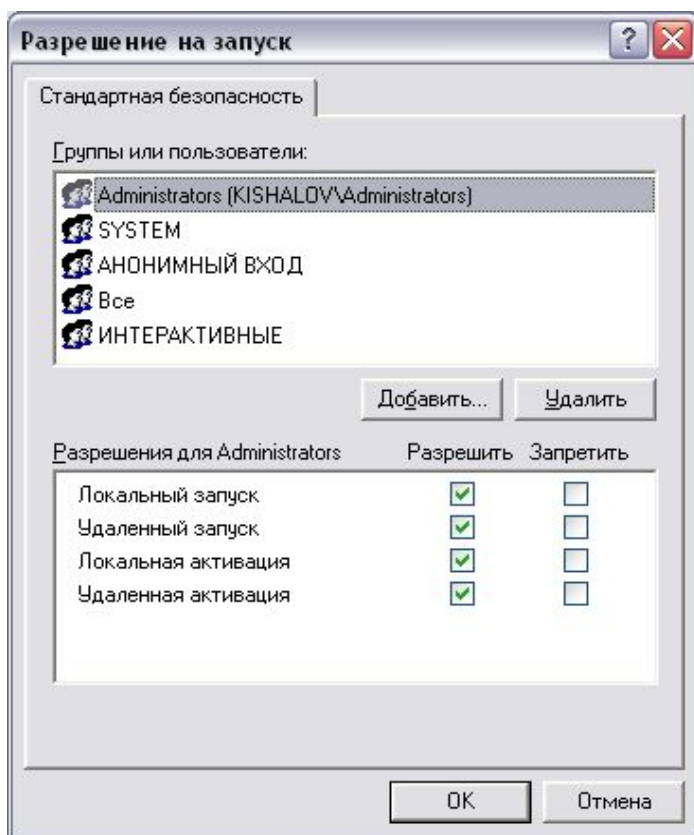 Разрешение на запуск
Стандартная безопасность
Группы или пользователи:
Administrators (KISHALOV\Administrators)
SYSTEM
АНОНИМНЫЙ ВХОД
Все
ИНТЕРАКТИВНЫЕ
Добавить... Удалить
Разрешения для Administrators Разрешить Запретить
Локальный запуск
Удаленный запуск
Локальная активация
Удаленная активация
OK Отмена